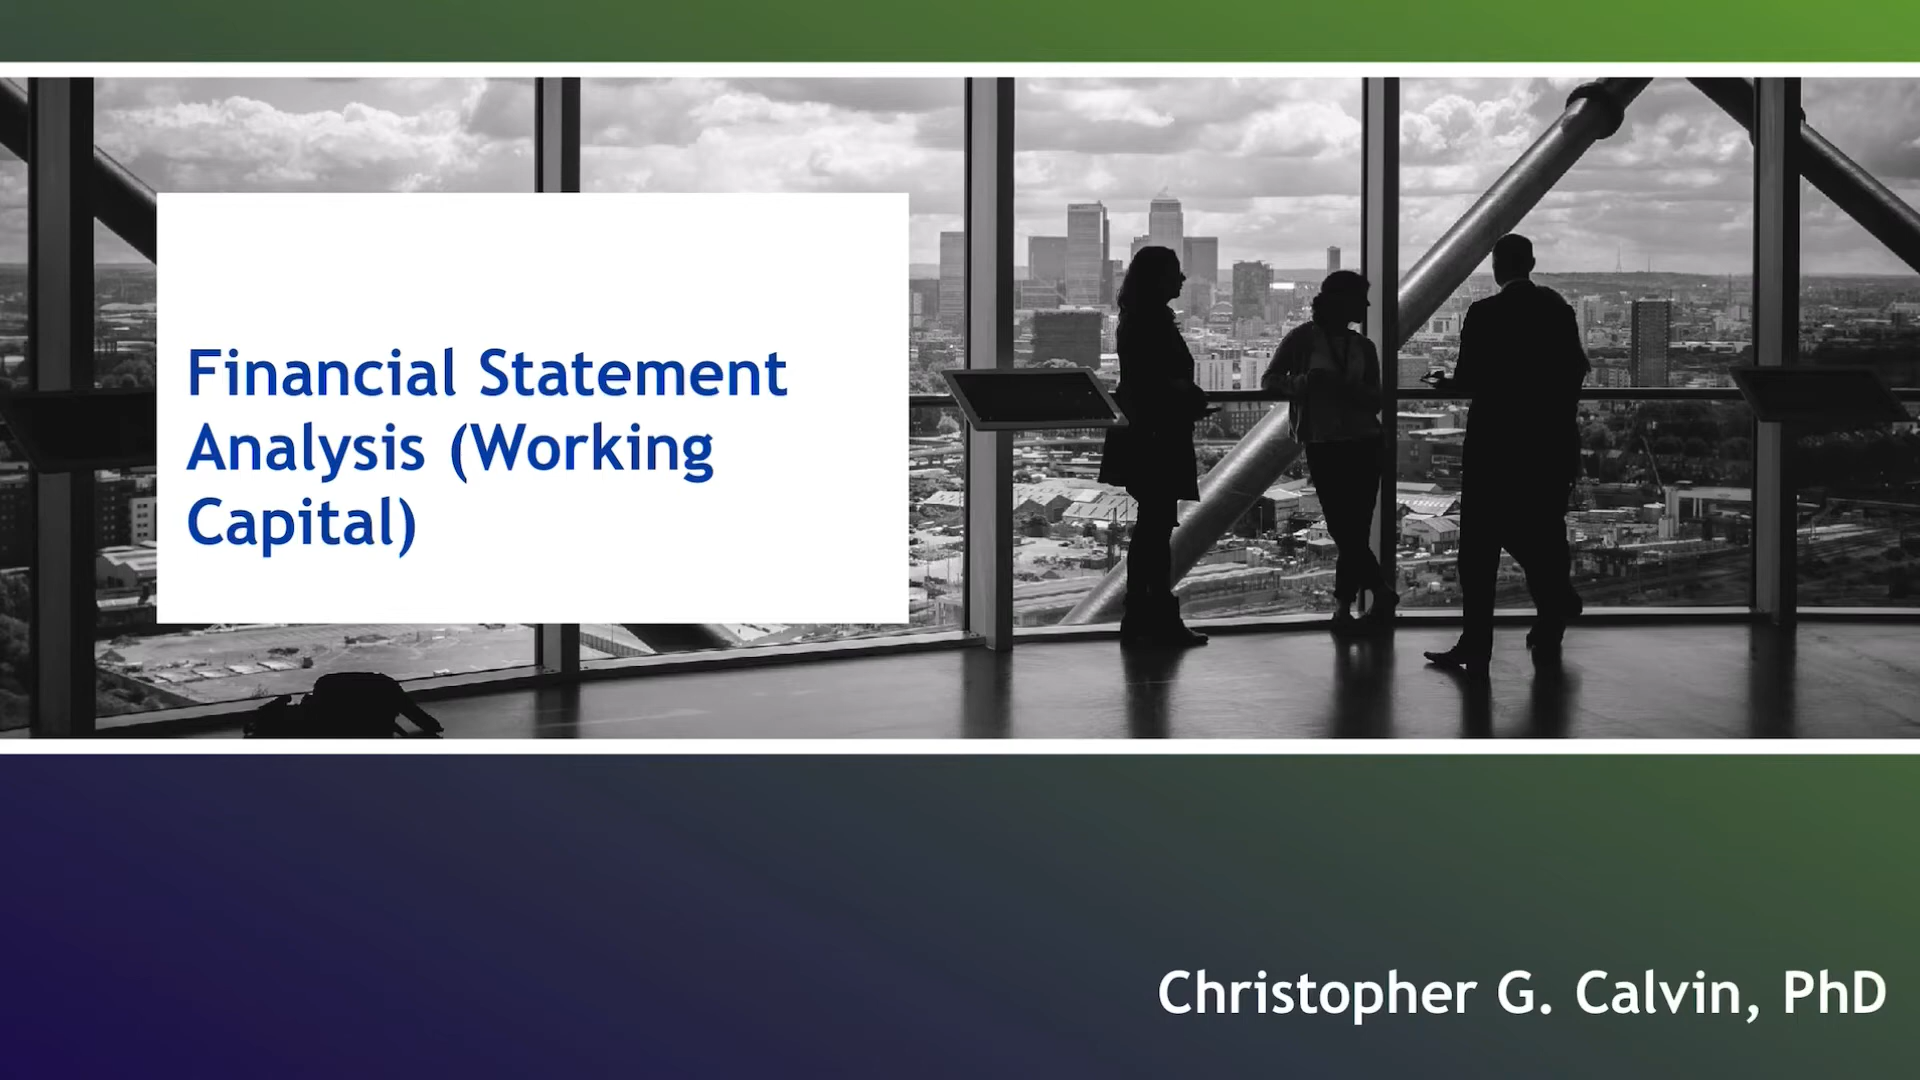 Financial Statement
Analysis (Working
Capital)
Christopher G. Calvin, PhD